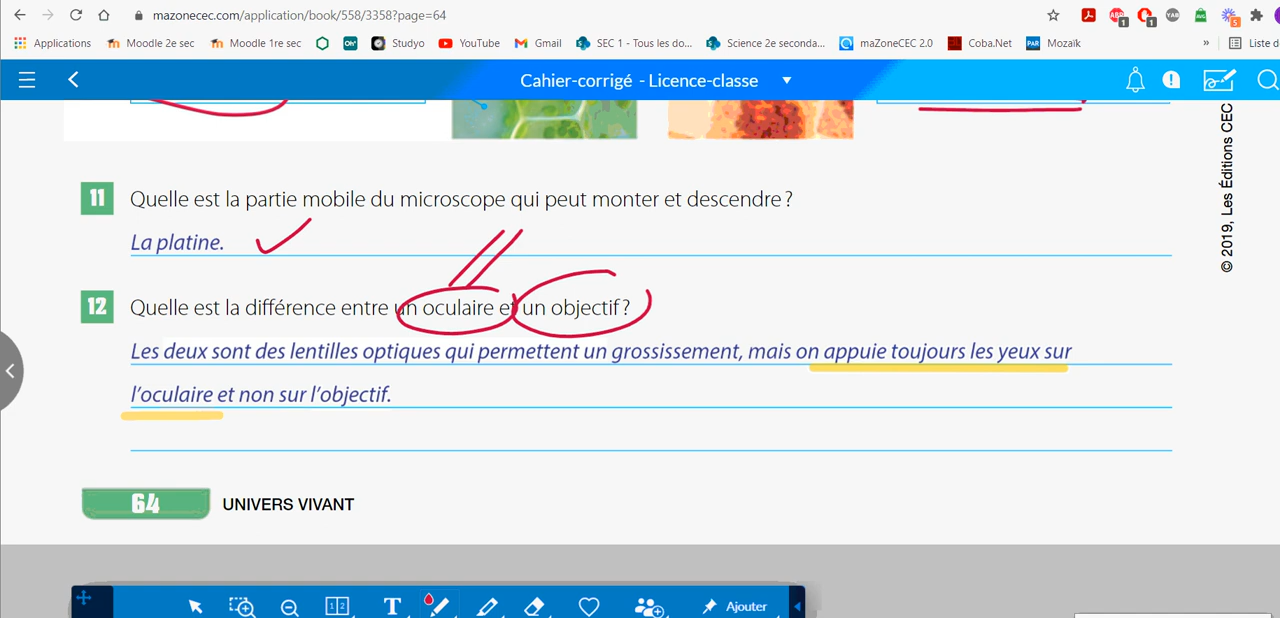 mazonecec.com/application/book/558/3358?page=64
Applications Moodle 2e sec Moodle 1re sec Oh! Studyo YouTube Gmail SEC 1 - Tous les do... Science 2e seconda... maZoneCEC 2.0 Coba.Net PAR Mozaïk » Liste d
Cahier-corrigé - Licence-classe
© 2019, Les Éditions CEC
11 Quelle est la partie mobile du microscope qui peut monter et descendre ?
La platine.
12 Quelle est la différence entre un oculaire et un objectif ?
Les deux sont des lentilles optiques qui permettent un grossissement, mais on appuie toujours les yeux sur
l'oculaire et non sur l'objectif.
64 UNIVERS VIVANT
1 2 T Ajouter